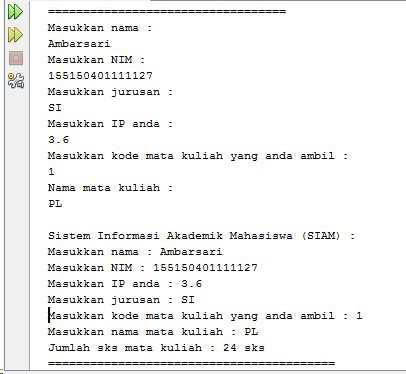 ==================================
Masukkan nama :
Ambarsari
Masukkan NIM :
155150401111127
Masukkan jurusan :
SI
Masukkan IP anda :
3.6
Masukkan kode mata kuliah yang anda ambil :
1
Nama mata kuliah :
PL
Sistem Informasi Akademik Mahasiswa (SIAM) :
Masukkan nama : Ambarsari
Masukkan NIM : 155150401111127
Masukkan IP anda : 3.6
Masukkan jurusan : SI
Masukkan kode mata kuliah yang anda ambil : 1
Masukkan nama mata kuliah : PL
Jumlah sks mata kuliah : 24 sks
=========================================